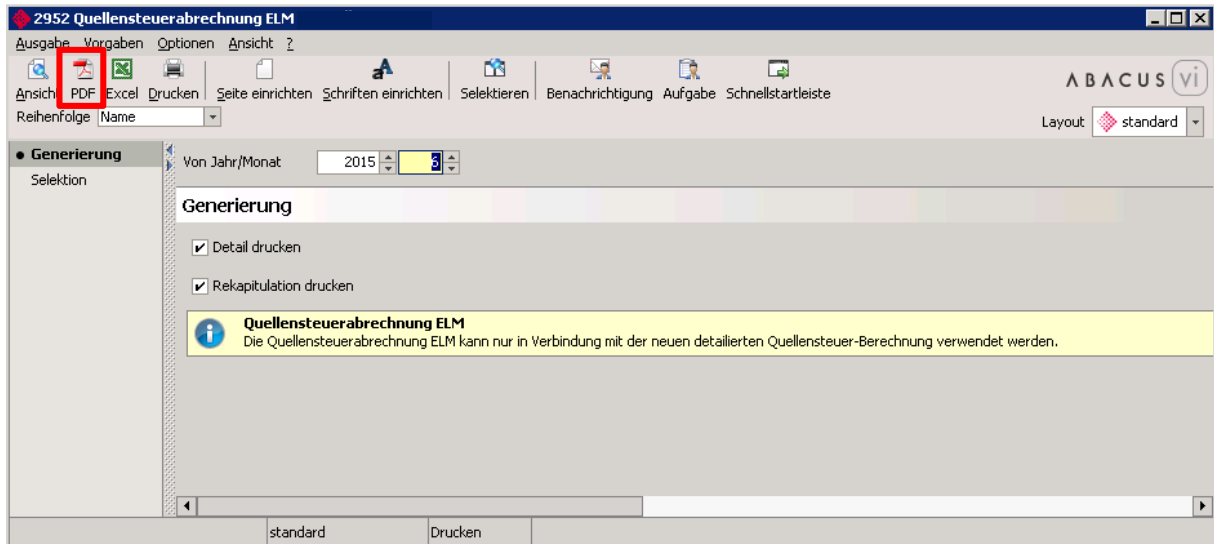 2952 Quellensteuerabrechnung ELM
Ausgabe Vorgaben Optionen Ansicht ?
Ansicht PDF Excel Drucken Seite einrichten Schriften einrichten Selektieren Benachrichtigung Aufgabe Schnellstartleiste
ABACUS vi
Reihenfolge Name
Layout standard
Generierung
Selektion
Von Jahr/Monat 2015 6
Generierung
Detail drucken
Rekapitulation drucken
Quellensteuerabrechnung ELM
Die Quellensteuerabrechnung ELM kann nur in Verbindung mit der neuen detailierten Quellensteuer-Berechnung verwendet werden.
standard Drucken